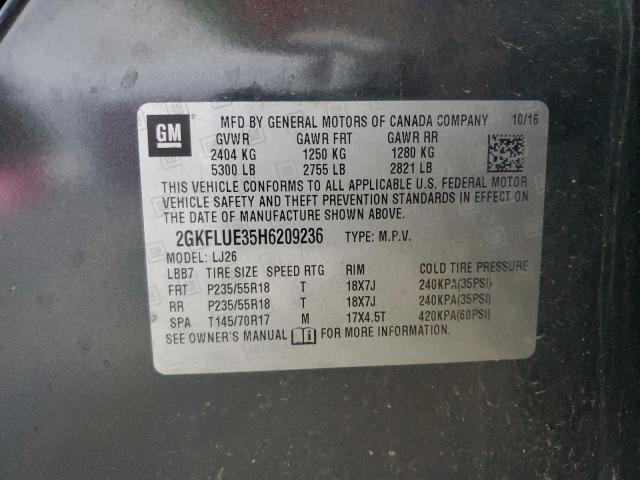 GM
MFD BY GENERAL MOTORS OF CANADA COMPANY 10/16
GVWR GAWR FRT GAWR RR
2404 KG 1250 KG 1280 KG
5300 LB 2755 LB 2821 LB
THIS VEHICLE CONFORMS TO ALL APPLICABLE U.S. FEDERAL MOTOR
VEHICLE SAFETY AND THEFT PREVENTION STANDARDS IN EFFECT ON
THE DATE OF MANUFACTURE SHOWN ABOVE.
2GKFLUE35H6209236 TYPE: M.P.V.
MODEL: LJ26
LBB7 TIRE SIZE SPEED RTG RIM COLD TIRE PRESSURE
FRT P235/55R18 T 18X7J 240KPA(35PSI)
RR P235/55R18 T 18X7J 240KPA(35PSI)
SPA T145/70R17 M 17X4.5T 420KPA(60PSI)
SEE OWNER'S MANUAL FOR MORE INFORMATION.